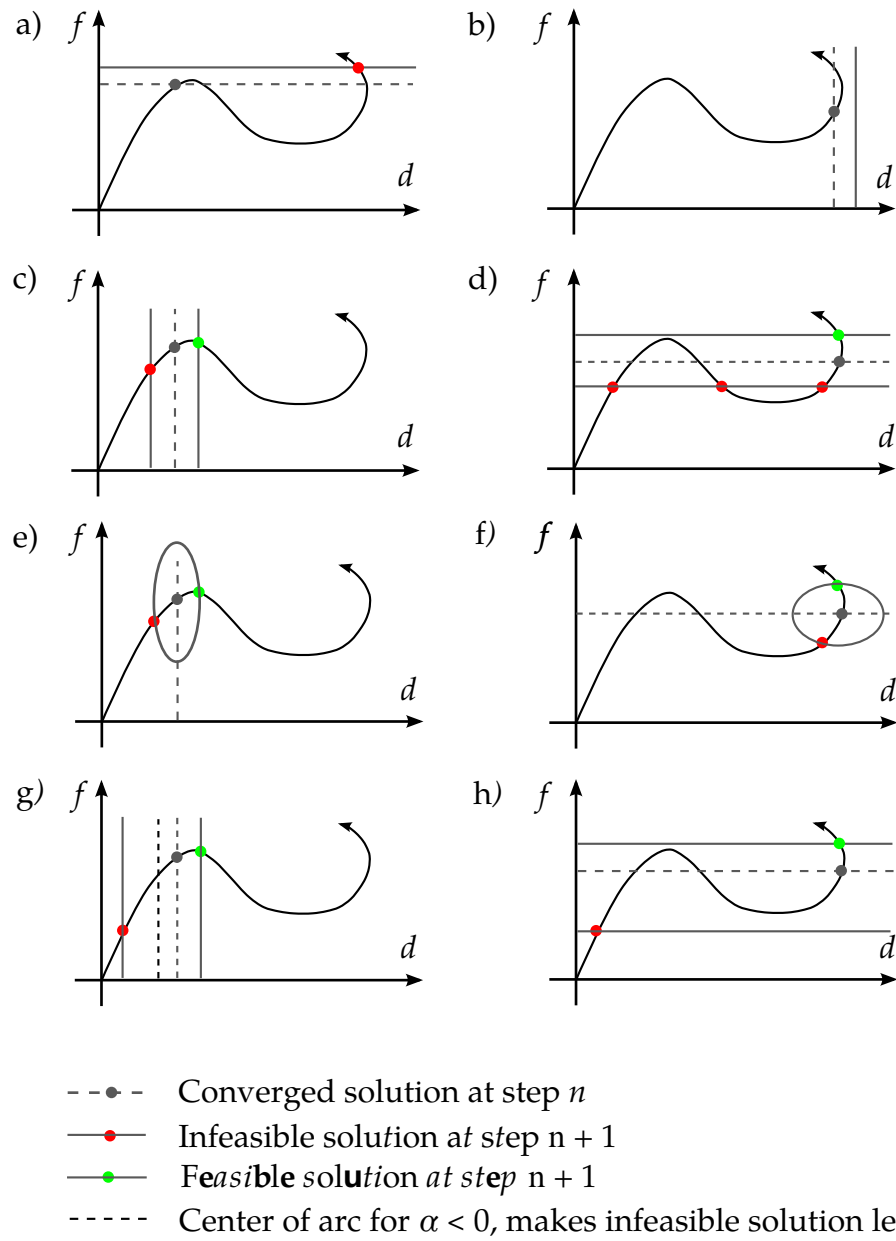 a) f b)
d d
c) f d) f
d d
e) f f) f
d d
g) f h) f
d d
Converged solution at step n
Infeasible solution at step n + 1
Feasible solution at step n + 1
Center of arc for α < 0, makes infeasible solution le